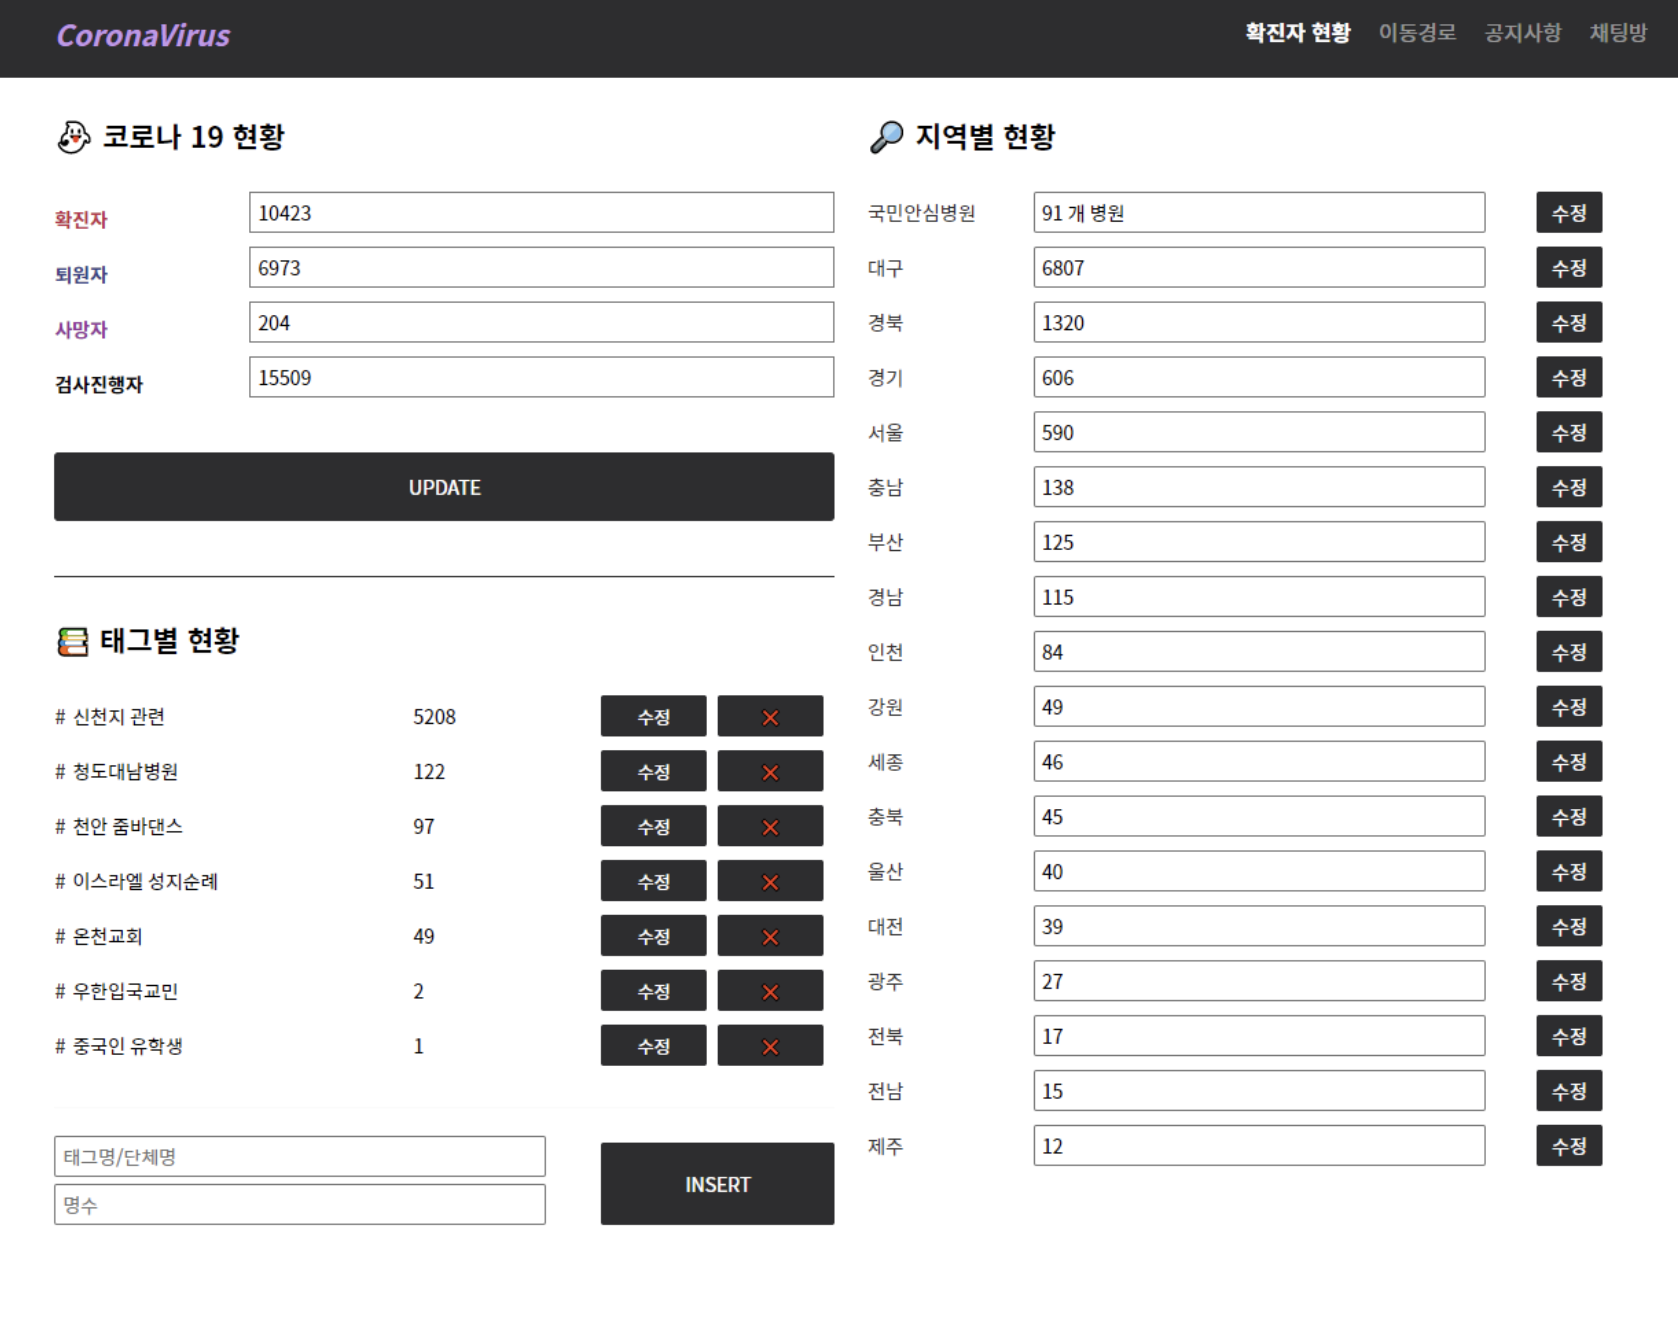 CoronaVirus
확진자 현황 이동경로 공지사항 채팅방
코로나 19 현황
확진자 10423
퇴원자 6973
사망자 204
검사진행자 15509
UPDATE
태그별 현황
# 신천지 관련 5208 수정
# 청도대남병원 122 수정
# 천안 줌바댄스 97 수정
# 이스라엘 성지순례 51 수정
# 온천교회 49 수정
# 우한입국교민 2 수정
# 중국인 유학생 1 수정
태그명/단체명
명수
INSERT
지역별 현황
국민안심병원 91 개 병원 수정
대구 6807 수정
경북 1320 수정
경기 606 수정
서울 590 수정
충남 138 수정
부산 125 수정
경남 115 수정
인천 84 수정
강원 49 수정
세종 46 수정
충북 45 수정
울산 40 수정
대전 39 수정
광주 27 수정
전북 17 수정
전남 15 수정
제주 12 수정